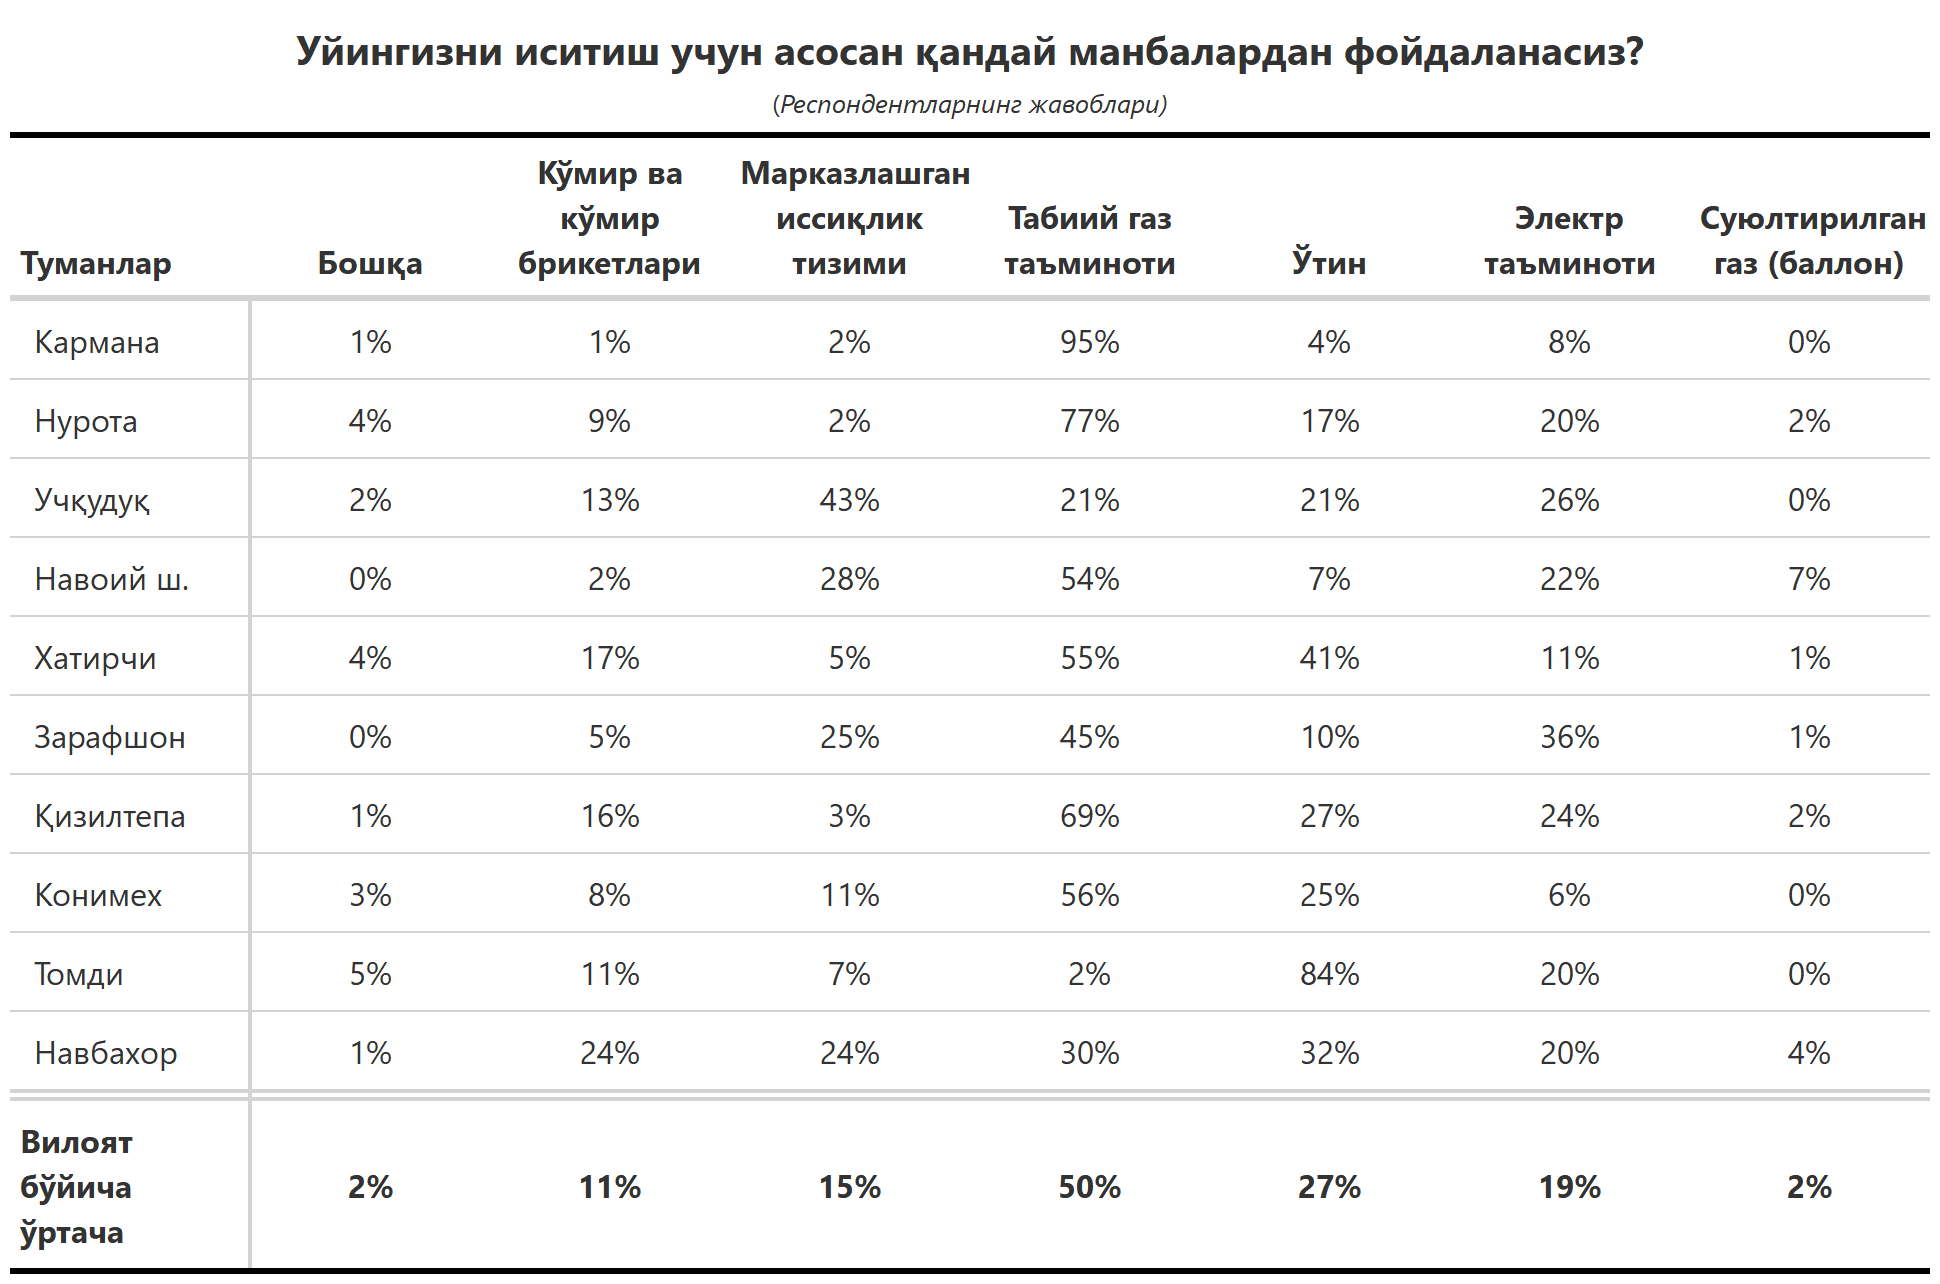 Уйингизни иситиш учун асосан қандай манбалардан фойдаланасиз?
(Респондентларнинг жавоблари)
Туманлар Бошқа Кўмир ва кўмир брикетлари Марказлашган иссиқлик тизими Табиий газ таъминоти Ўтин Электр таъминоти Суюлтирилган газ (баллон)
Кармана 1% 1% 2% 95% 4% 8% 0%
Нурота 4% 9% 2% 77% 17% 20% 2%
Учқудуқ 2% 13% 43% 21% 21% 26% 0%
Навоий ш. 0% 2% 28% 54% 7% 22% 7%
Хатирчи 4% 17% 5% 55% 41% 11% 1%
Зарафшон 0% 5% 25% 45% 10% 36% 1%
Қизилтепа 1% 16% 3% 69% 27% 24% 2%
Конимех 3% 8% 11% 56% 25% 6% 0%
Томди 5% 11% 7% 2% 84% 20% 0%
Навбахор 1% 24% 24% 30% 32% 20% 4%
Вилоят бўйича ўртача 2% 11% 15% 50% 27% 19% 2%